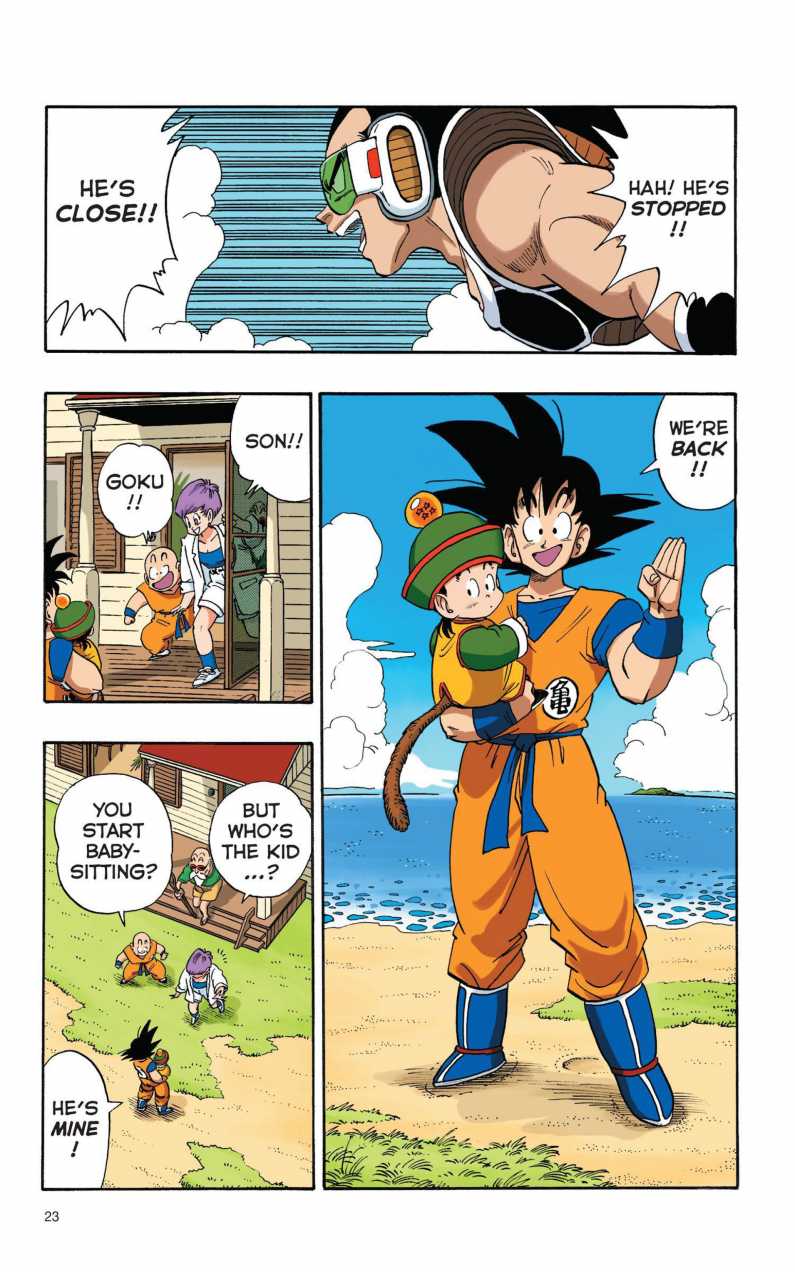 HAH! HE'S
STOPPED
!!
HE'S
CLOSE!!
WE'RE
BACK
!!
亀
SON!!
GOKU
!!
BUT
WHO'S
THE KID
...?
YOU
START
BABY-
SITTING?
HE'S
MINE
!
23